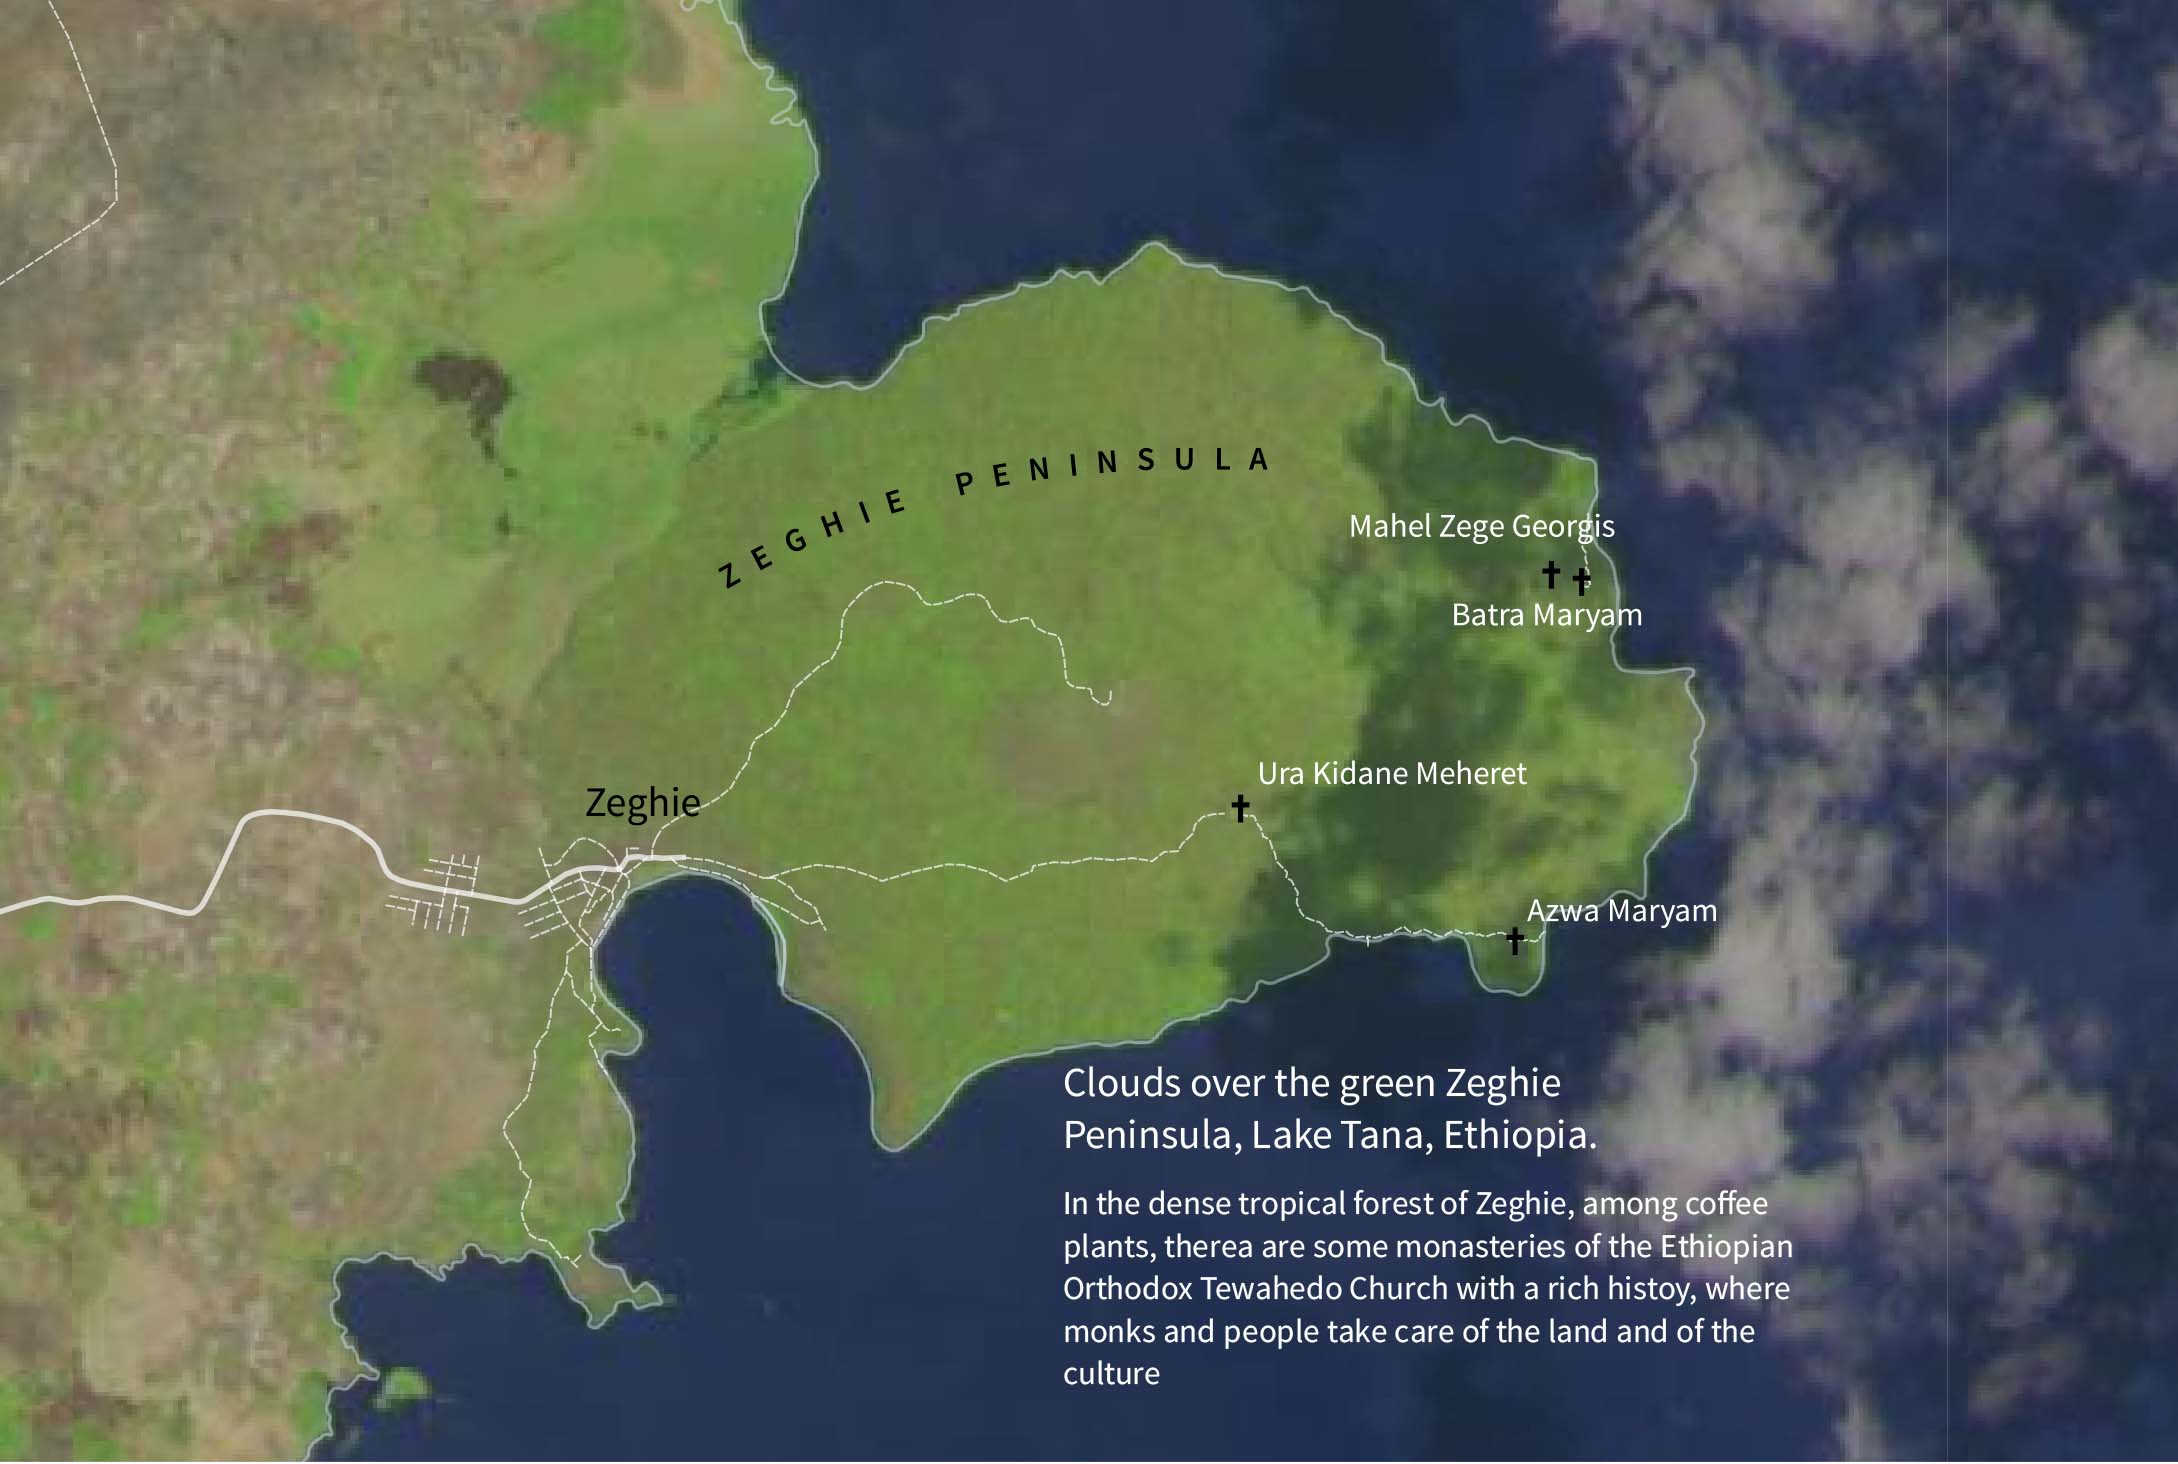 ZEGHIE PENINSULA
Mahel Zege Georgis
Batra Maryam
Ura Kidane Meheret
Zeghie
Azwa Maryam
Clouds over the green Zeghie
Peninsula, Lake Tana, Ethiopia.
In the dense tropical forest of Zeghie, among coffee
plants, therea are some monasteries of the Ethiopian
Orthodox Tewahedo Church with a rich histoy, where
monks and people take care of the land and of the
culture